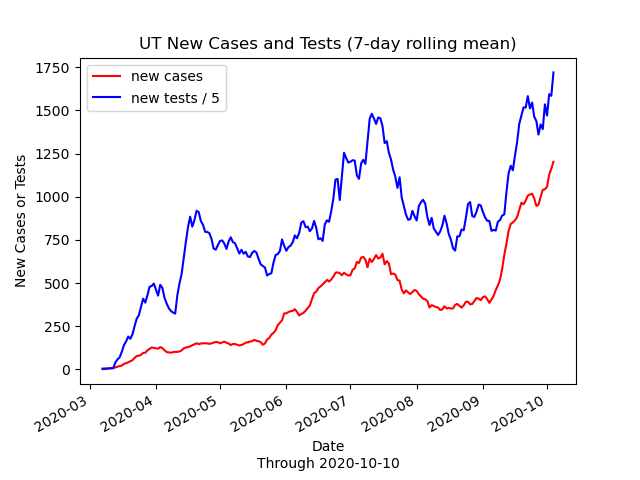 UT New Cases and Tests (7-day rolling mean)
new cases
new tests / 5
New Cases or Tests
1750
1500
1250
1000
750
500
250
0
2020-03
2020-04
2020-05
2020-06
2020-07
2020-08
2020-09
2020-10
Date
Through 2020-10-10